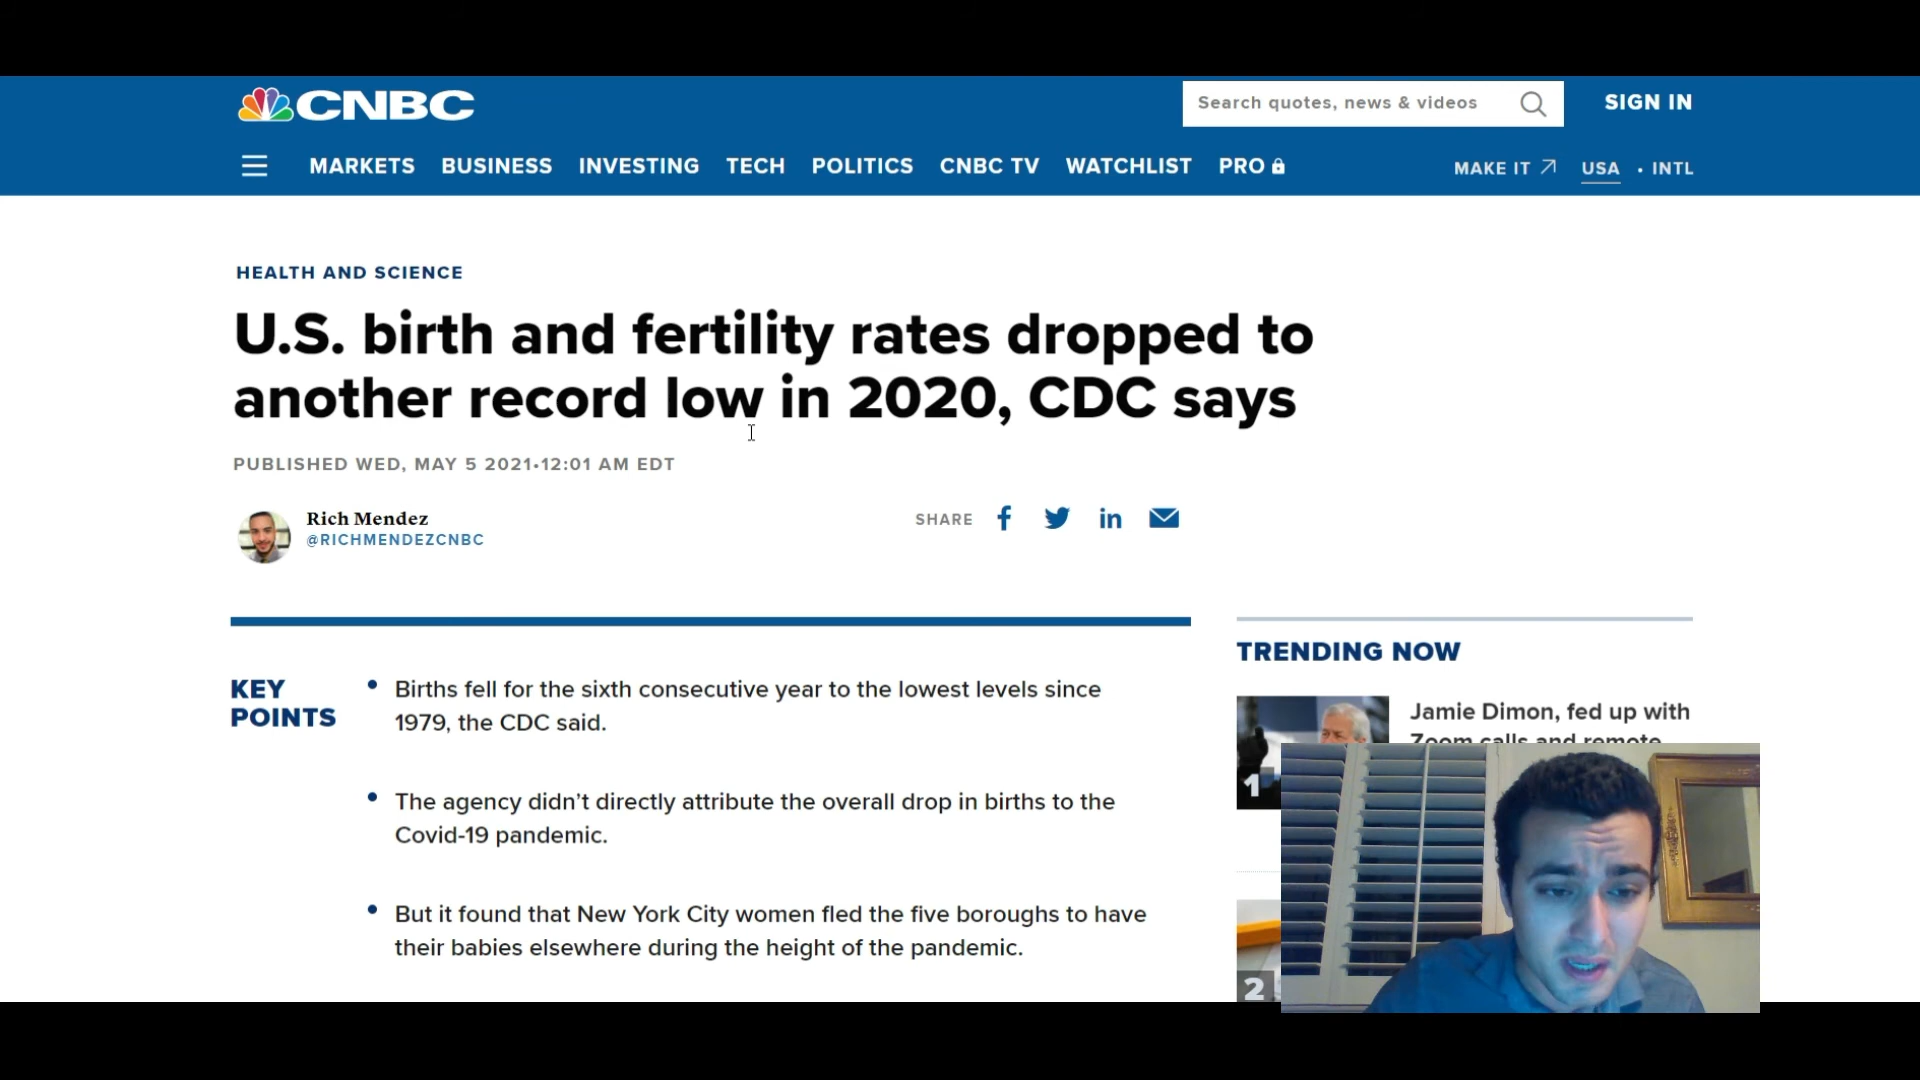 CNBC
Search quotes, news & videos
SIGN IN
MARKETS BUSINESS INVESTING TECH POLITICS CNBC TV WATCHLIST PRO
MAKE IT USA • INTL
HEALTH AND SCIENCE
U.S. birth and fertility rates dropped to
another record low in 2020, CDC says
PUBLISHED WED, MAY 5 2021•12:01 AM EDT
Rich Mendez
@RICHMENDEZCNBC
SHARE
KEY
POINTS
• Births fell for the sixth consecutive year to the lowest levels since
1979, the CDC said.
• The agency didn’t directly attribute the overall drop in births to the
Covid-19 pandemic.
• But it found that New York City women fled the five boroughs to have
their babies elsewhere during the height of the pandemic.
TRENDING NOW
1
Jamie Dimon, fed up with
Zoom calls and remote
2